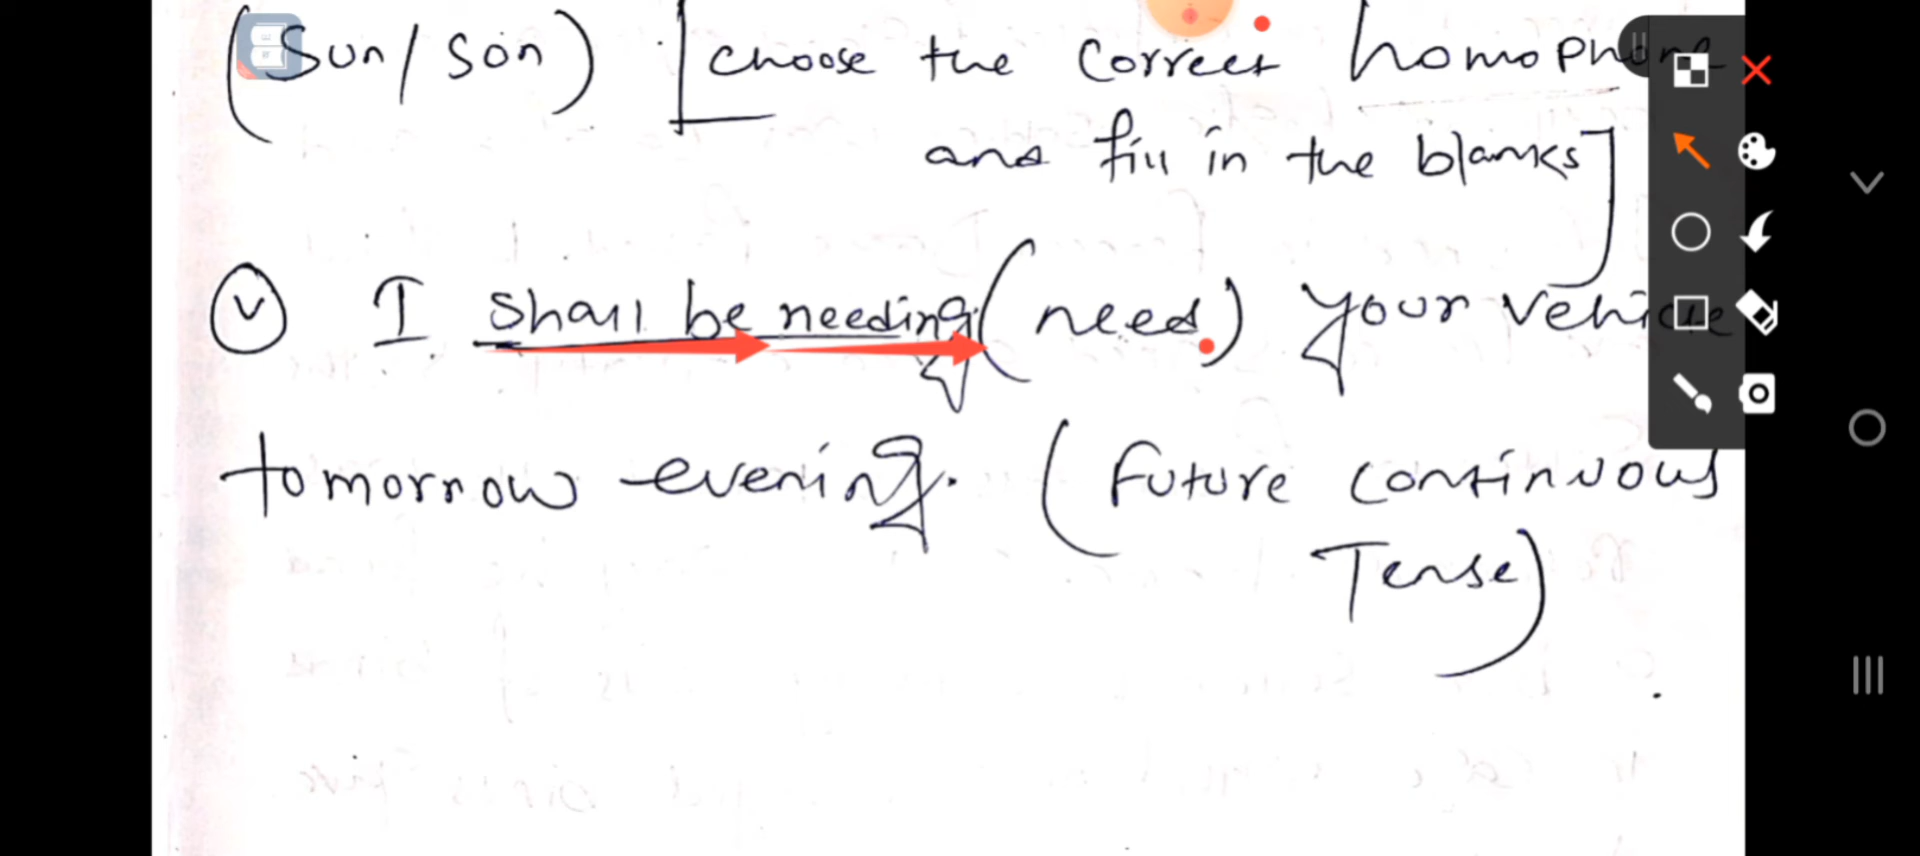 (Sun/ Son) [choose the correct homophone
and fill in the blanks]
(v) I shall be needing (need) your vehicle
tomorrow evening. (Future continuous
Tense)